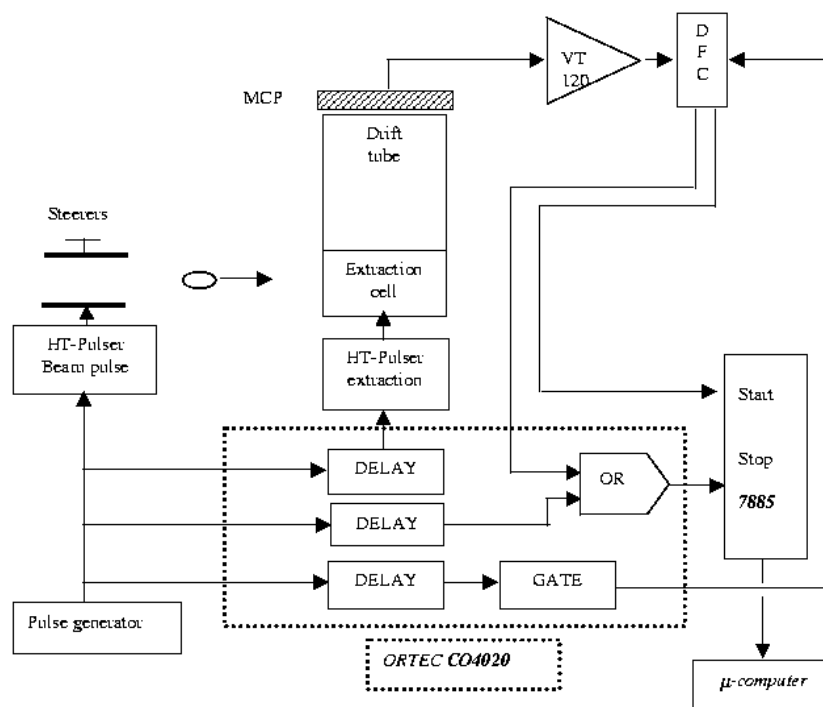 D
F
C
VT
120
MCP
Drift
tube
Steerers
Extraction
cell
HT-Pulser
Beam pulse
HT-Pulser
extraction
Start
Stop
7885
DELAY
OR
DELAY
DELAY
GATE
Pulse generator
ORTEC CO4020
µ-computer